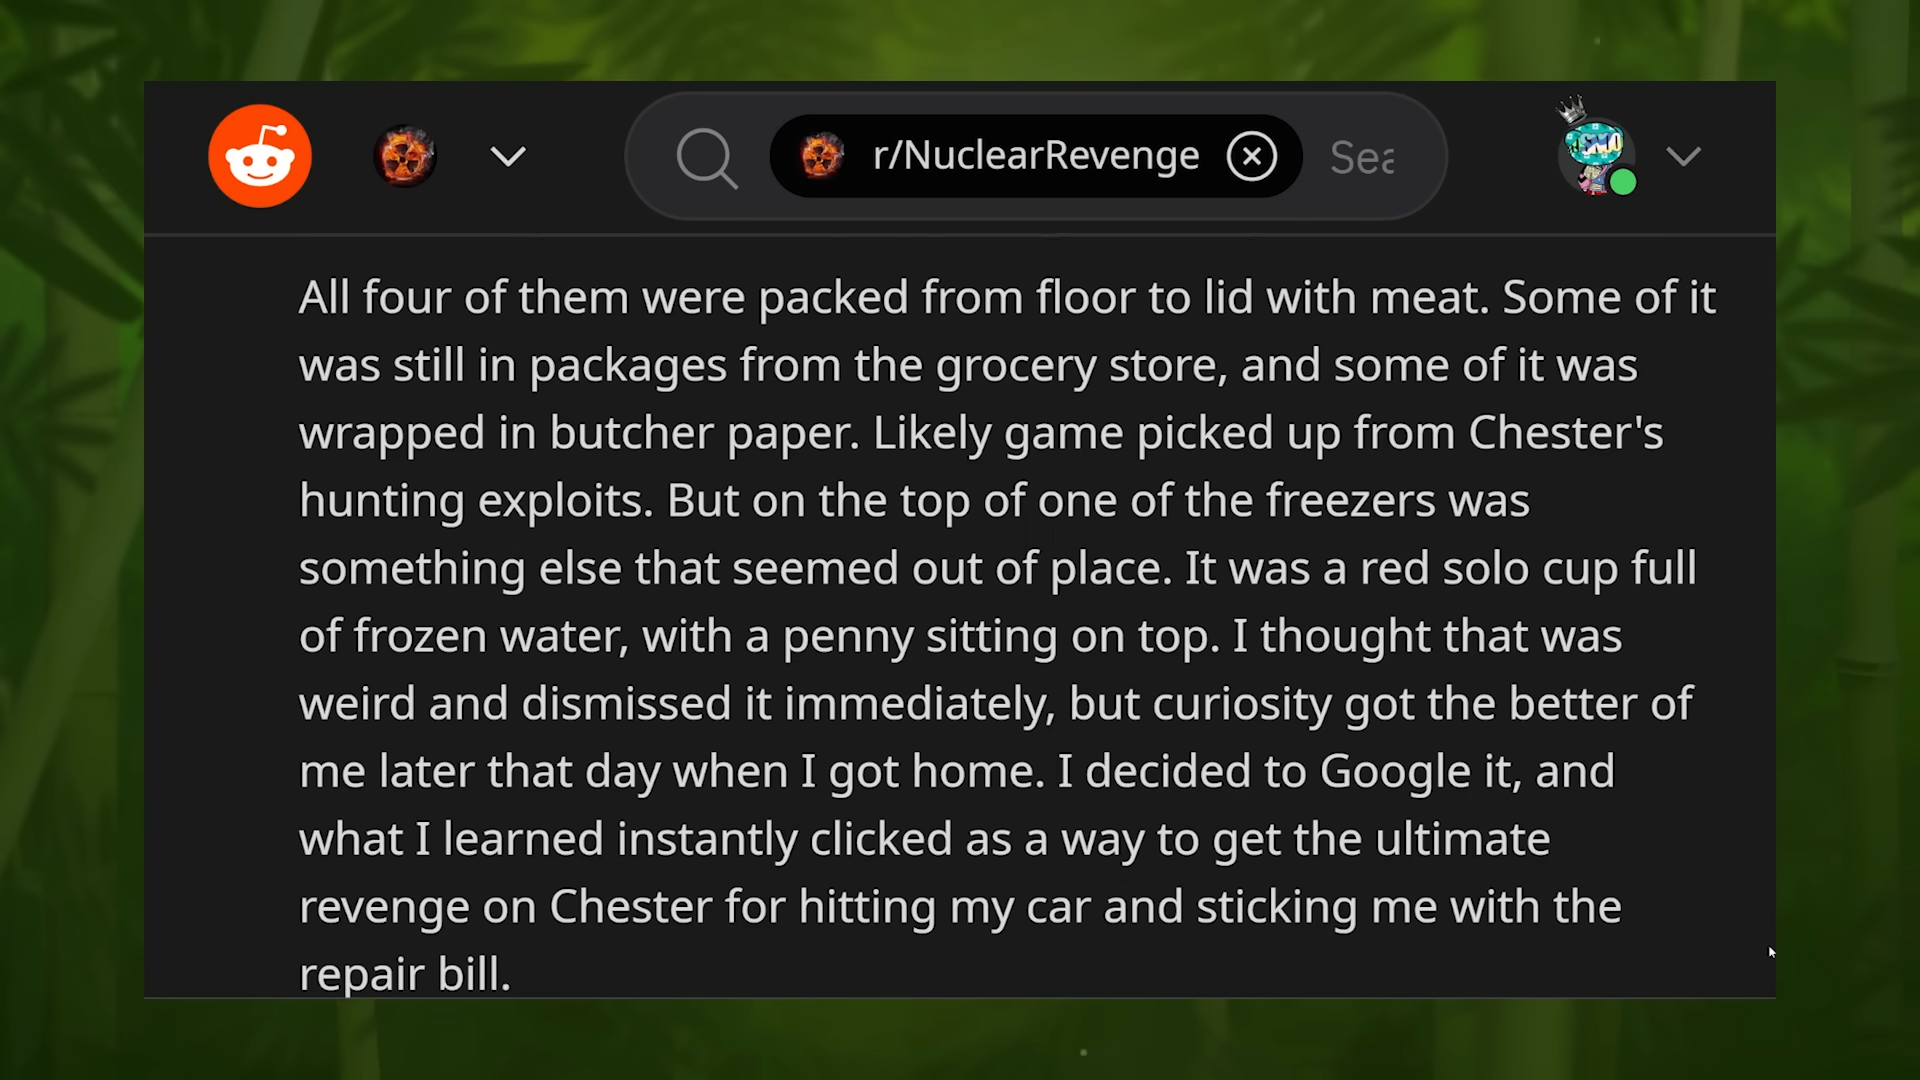 r/NuclearRevenge
Sea
All four of them were packed from floor to lid with meat. Some of it
was still in packages from the grocery store, and some of it was
wrapped in butcher paper. Likely game picked up from Chester's
hunting exploits. But on the top of one of the freezers was
something else that seemed out of place. It was a red solo cup full
of frozen water, with a penny sitting on top. I thought that was
weird and dismissed it immediately, but curiosity got the better of
me later that day when I got home. I decided to Google it, and
what I learned instantly clicked as a way to get the ultimate
revenge on Chester for hitting my car and sticking me with the
repair bill.